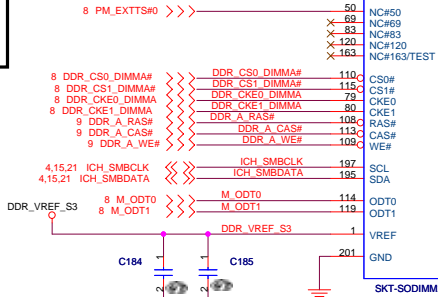 8 PM_EXTTS#0 50 NC#50
69 NC#69
83 NC#83
120 NC#120
163 NC#163/TEST
8 DDR_CS0_DIMMA# DDR_CS0_DIMMA# 110 CS0#
8 DDR_CS1_DIMMA# DDR_CS1_DIMMA# 115 CS1#
8 DDR_CKE0_DIMMA DDR_CKE0_DIMMA 79 CKE0
8 DDR_CKE1_DIMMA DDR_CKE1_DIMMA 80 CKE1
9 DDR_A_RAS# DDR_A_RAS# 108 RAS#
9 DDR_A_CAS# DDR_A_CAS# 113 CAS#
9 DDR_A_WE# DDR_A_WE# 109 WE#
4,15,21 ICH_SMBCLK ICH_SMBCLK 197 SCL
4,15,21 ICH_SMBDATA ICH_SMBDATA 195 SDA
8 M_ODT0 M_ODT0 114 ODT0
8 M_ODT1 M_ODT1 119 ODT1
DDR_VREF_S3 DDR_VREF_S3 1 VREF
201 GND
C184 1 2
C185 1 2
SKT-SODIMM